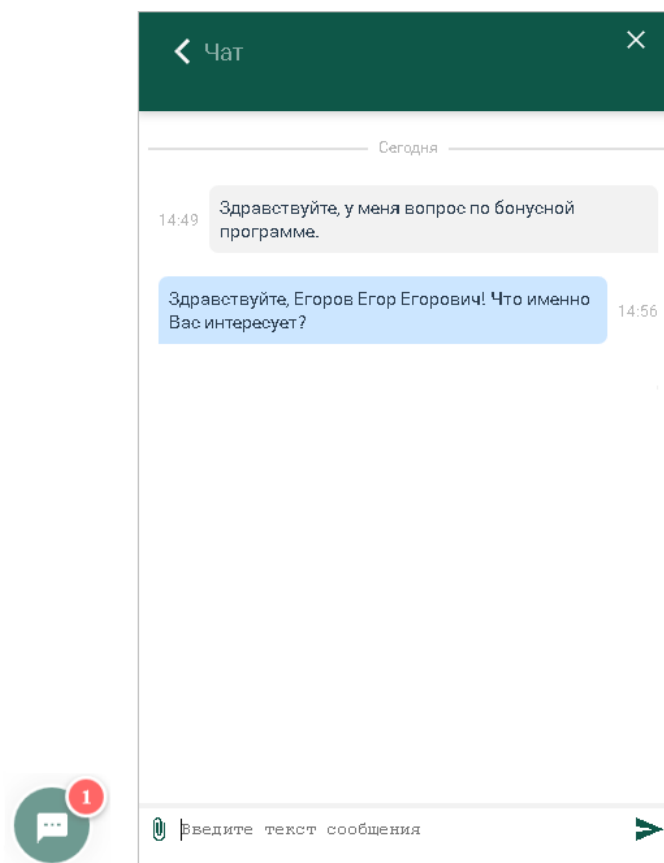 Чат
Сегодня
14:49
Здравствуйте, у меня вопрос по бонусной
программе.
Здравствуйте, Егоров Егор Егорович! Что именно
Вас интересует?
14:56
1
Введите текст сообщения